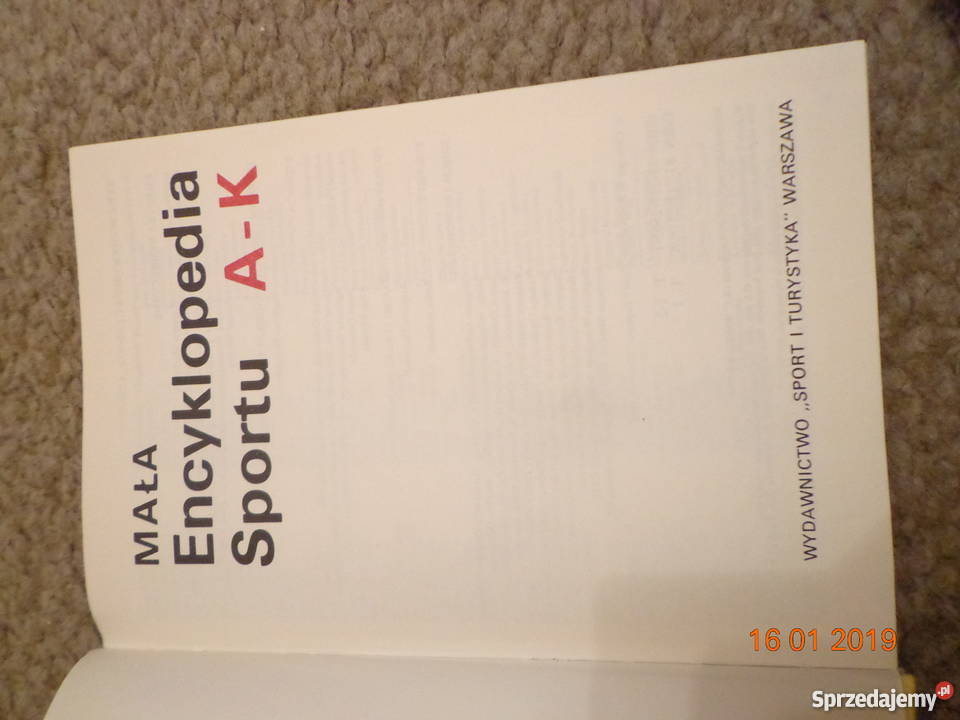 MAŁA
Encyklopedia
Sportu A-K
WYDAWNICTWO „SPORT I TURYSTYKA" WARSZAWA
16 01 2019
Sprzedajemy.pl